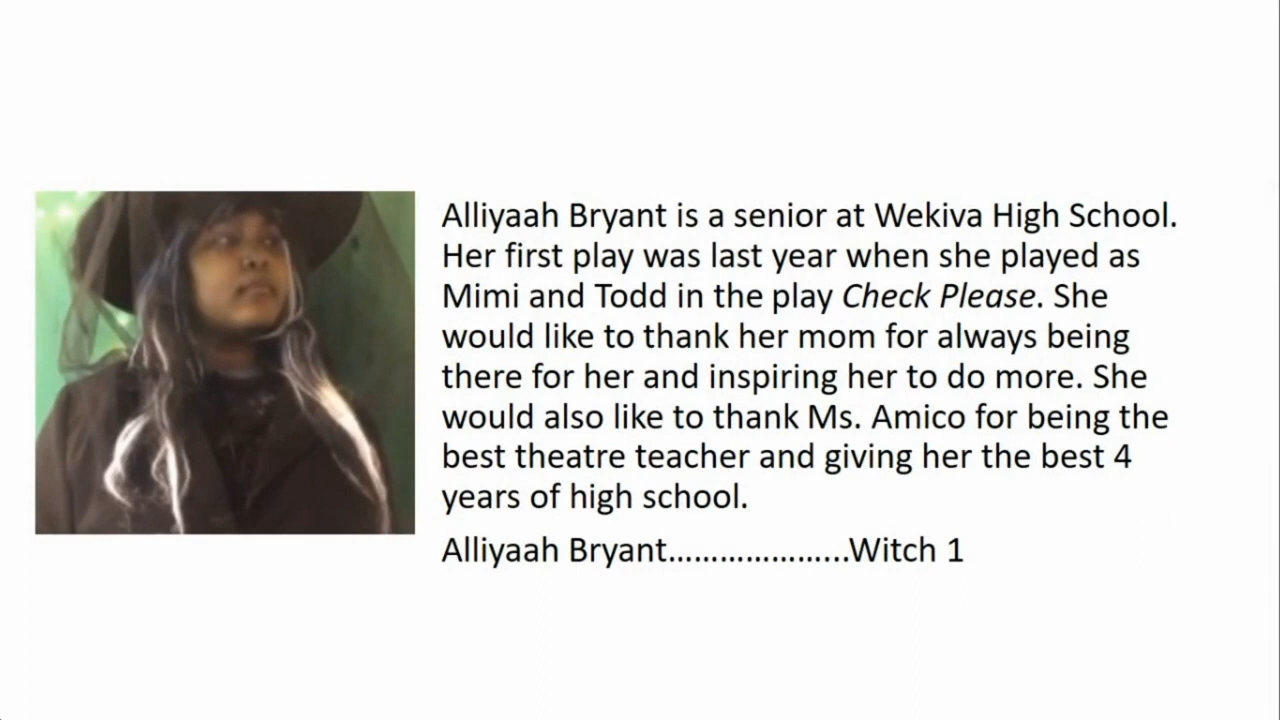 Alliyaah Bryant is a senior at Wekiva High School.
Her first play was last year when she played as
Mimi and Todd in the play Check Please. She
would like to thank her mom for always being
there for her and inspiring her to do more. She
would also like to thank Ms. Amico for being the
best theatre teacher and giving her the best 4
years of high school.
Alliyaah Bryant…………………..Witch 1